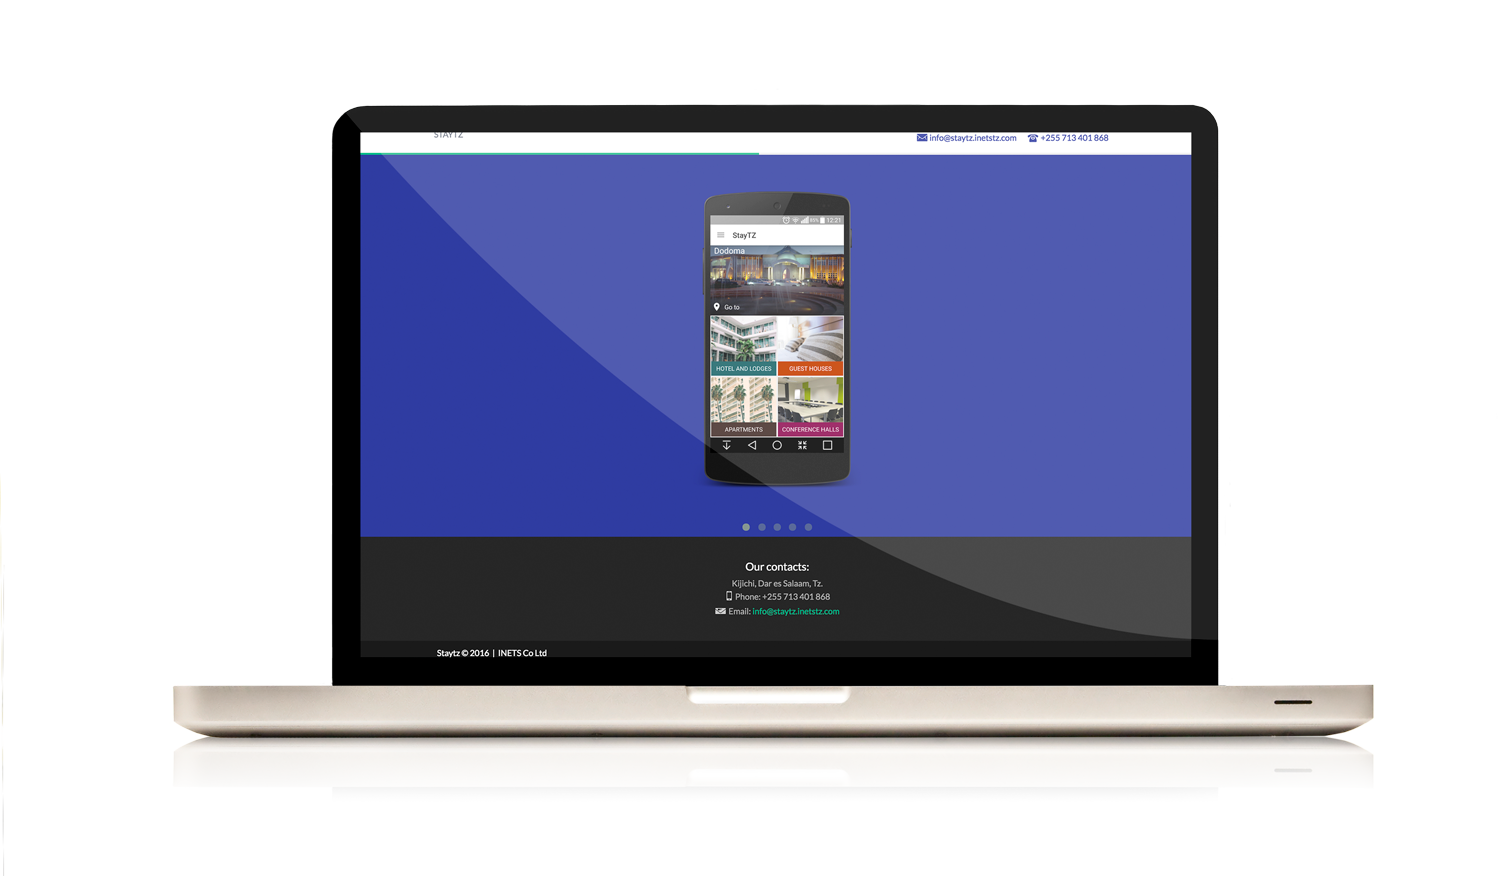 STAYTZ
info@staytz.inetstz.com +255 713 401 868
12:21
StayTZ
Dodoma
Go to
HOTEL AND LODGES GUEST HOUSES
APARTMENTS CONFERENCE HALLS
Our contacts:
Kijichi, Dar es Salaam, Tz.
Phone: +255 713 401 868
Email: info@staytz.inetstz.com
Staytz © 2016 | INETS Co Ltd